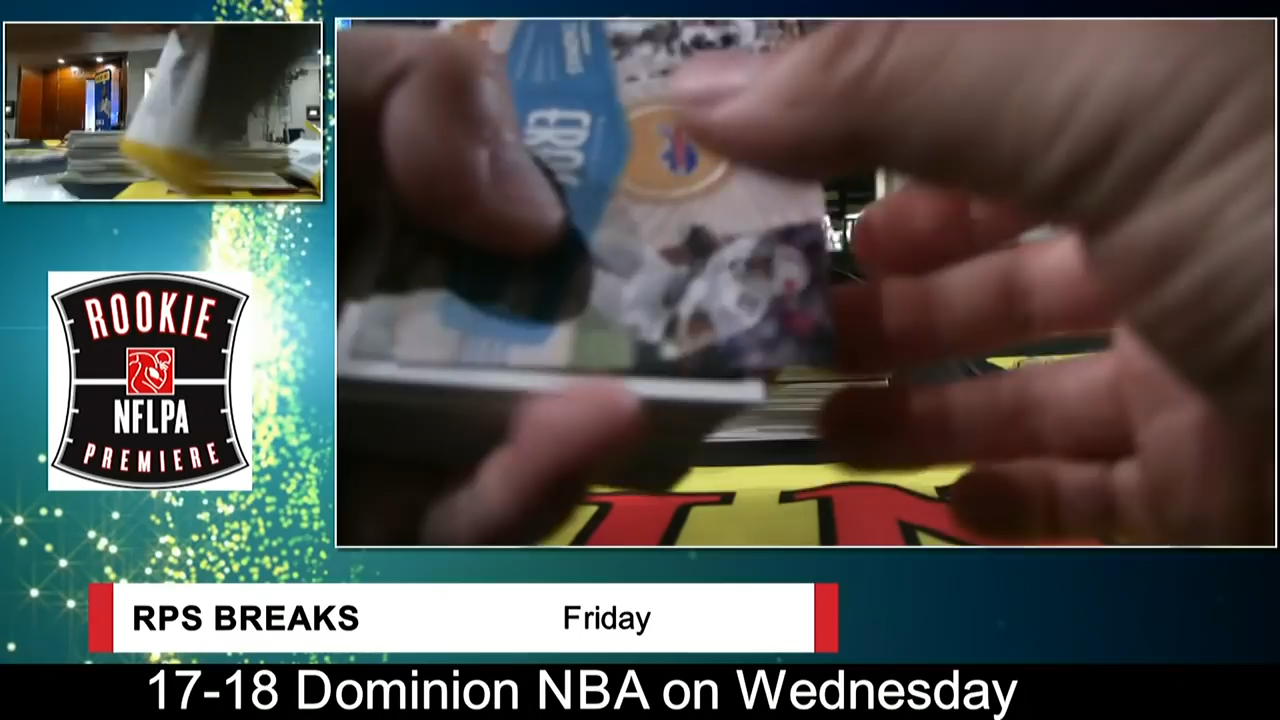 ROOKIE
NFLPA
PREMIERE
RPS BREAKS
Friday
17-18 Dominion NBA on Wednesday